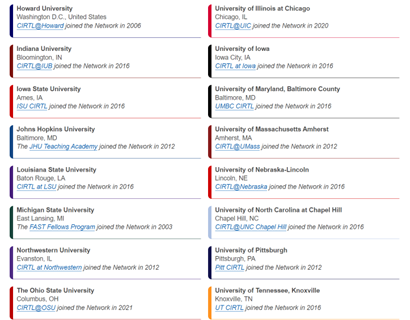 Howard University
Washington D.C., United States
CIRTL@Howard joined the Network in 2006
Indiana University
Bloomington, IN
CIRTL@IUB joined the Network in 2016
Iowa State University
Ames, IA
ISU CIRTL joined the Network in 2016
Johns Hopkins University
Baltimore, MD
The JHU Teaching Academy joined the Network in 2012
Louisiana State University
Baton Rouge, LA
CIRTL at LSU joined the Network in 2016
Michigan State University
East Lansing, MI
The FAST Fellows Program joined the Network in 2003
Northwestern University
Evanston, IL
CIRTL at Northwestern joined the Network in 2012
The Ohio State University
Columbus, OH
CIRTL@OSU joined the Network in 2021
University of Illinois at Chicago
Chicago, IL
CIRTL@UIC joined the Network in 2020
University of Iowa
Iowa City, IA
CIRTL at Iowa joined the Network in 2016
University of Maryland, Baltimore County
Baltimore, MD
UMBC CIRTL joined the Network in 2016
University of Massachusetts Amherst
Amherst, MA
CIRTL@UMass joined the Network in 2012
University of Nebraska-Lincoln
Lincoln, NE
CIRTL@Nebraska joined the Network in 2016
University of North Carolina at Chapel Hill
Chapel Hill, NC
CIRTL@UNC Chapel Hill joined the Network in 2016
University of Pittsburgh
Pittsburgh, PA
Pitt CIRTL joined the Network in 2012
University of Tennessee, Knoxville
Knoxville, TN
UT CIRTL joined the Network in 2016